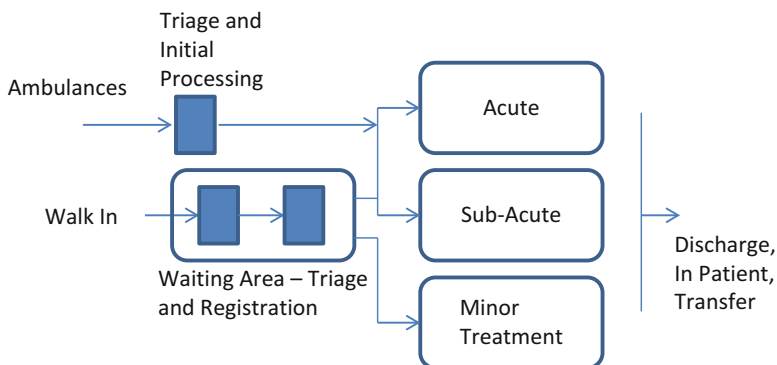 Triage and
Initial
Processing
Ambulances
Acute
Walk In
Sub-Acute
Waiting Area – Triage
and Registration
Minor
Treatment
Discharge,
In Patient,
Transfer